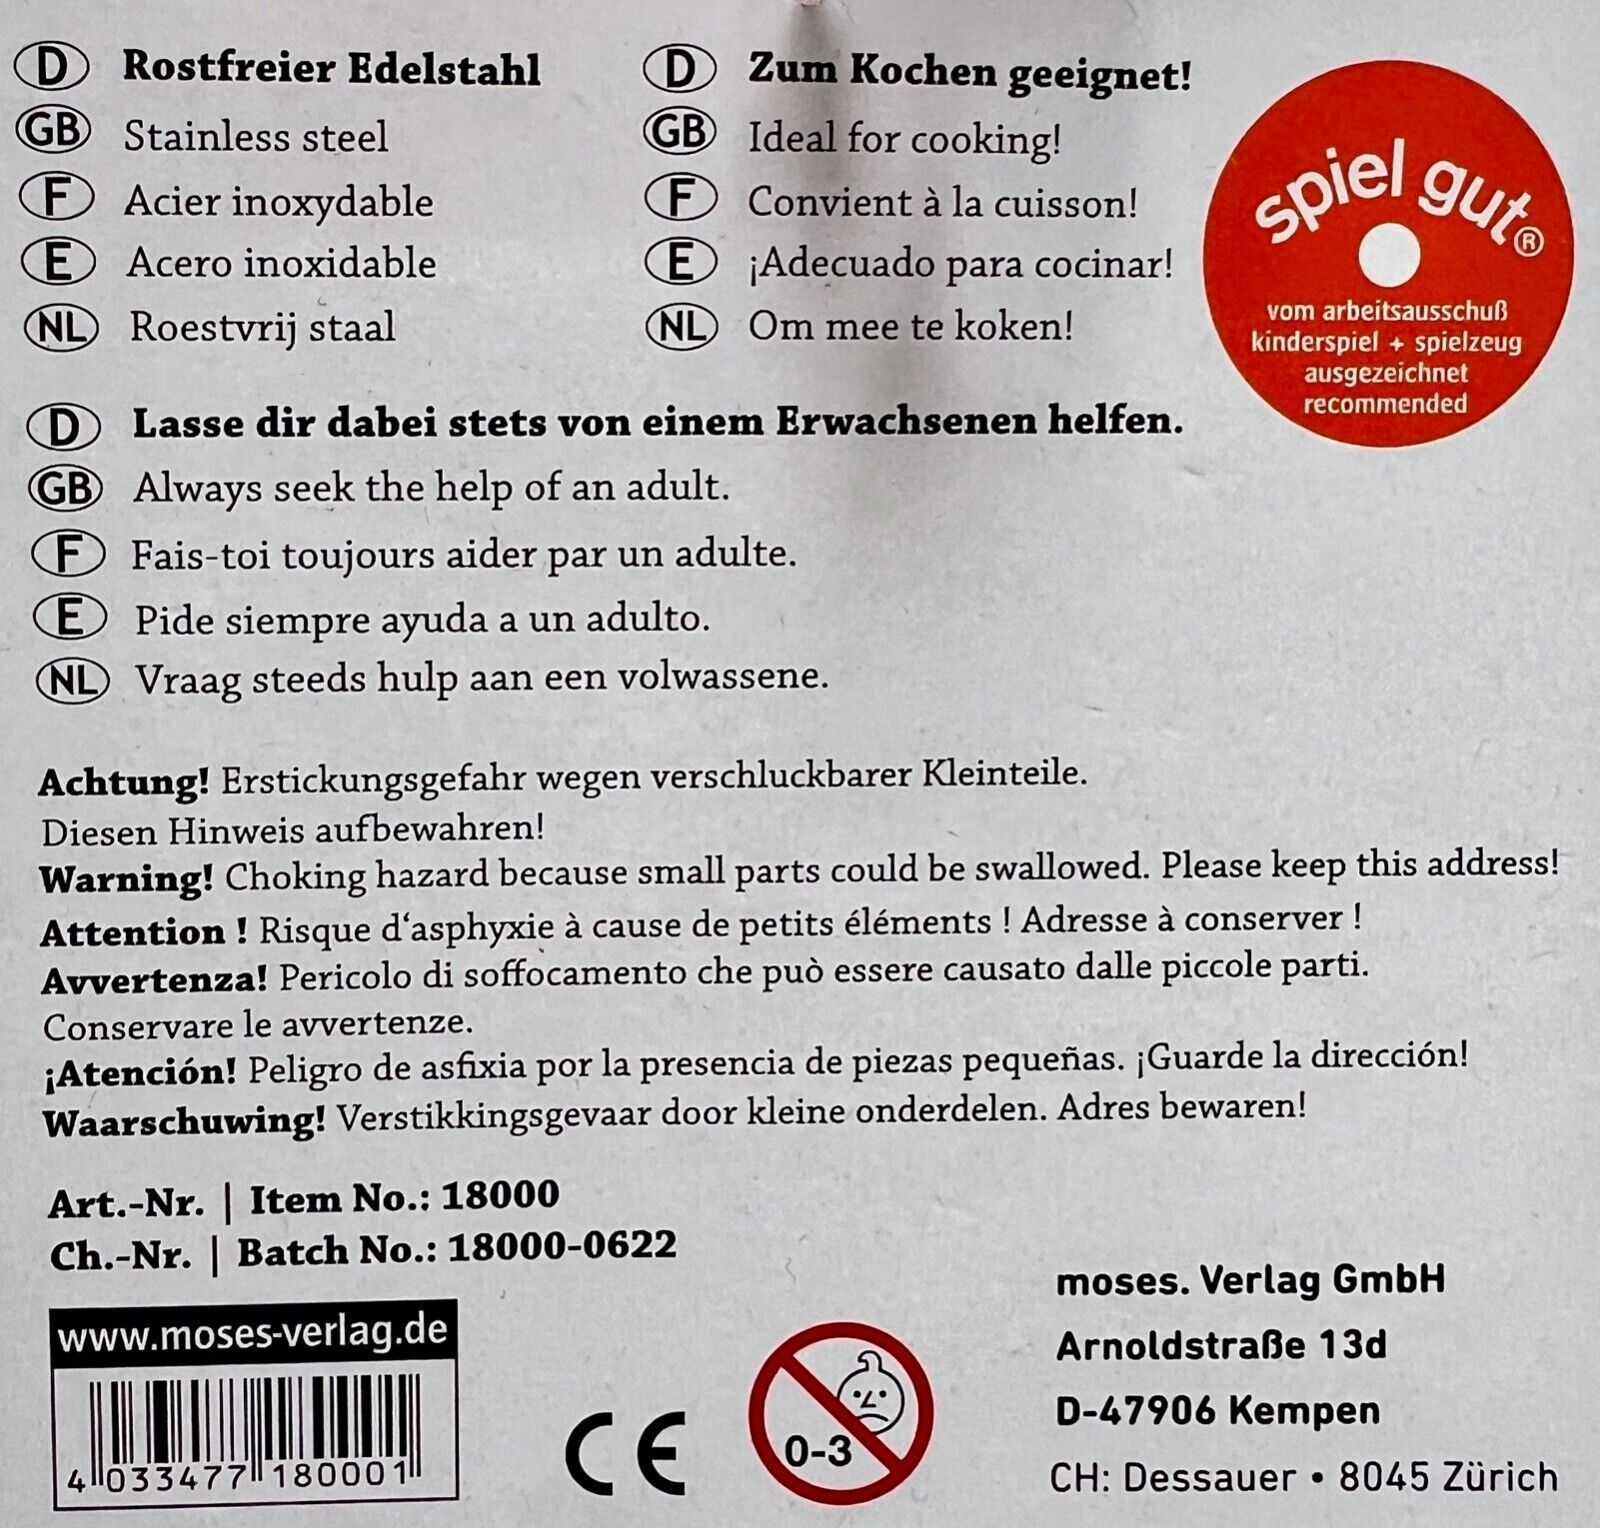 D Rostfreier Edelstahl
GB Stainless steel
F Acier inoxydable
E Acero inoxidable
NL Roestvrij staal
D Zum Kochen geeignet!
GB Ideal for cooking!
F Convient à la cuisson!
E ¡Adecuado para cocinar!
NL Om mee te koken!
spiel gut®
vom arbeitsausschuß
kinderspiel + spielzeug
ausgezeichnet
recommended
D Lasse dir dabei stets von einem Erwachsenen helfen.
GB Always seek the help of an adult.
F Fais-toi toujours aider par un adulte.
E Pide siempre ayuda a un adulto.
NL Vraag steeds hulp aan een volwassene.
Achtung! Erstickungsgefahr wegen verschluckbarer Kleinteile.
Diesen Hinweis aufbewahren!
Warning! Choking hazard because small parts could be swallowed. Please keep this address!
Attention ! Risque d‘asphyxie à cause de petits éléments ! Adresse à conserver !
Avvertenza! Pericolo di soffocamento che può essere causato dalle piccole parti.
Conservare le avvertenze.
¡Atención! Peligro de asfixia por la presencia de piezas pequeñas. ¡Guarde la dirección!
Waarschuwing! Verstikkingsgevaar door kleine onderdelen. Adres bewaren!
Art.-Nr. | Item No.: 18000
Ch.-Nr. | Batch No.: 18000-0622
www.moses-verlag.de
4 033477 180001
CE
0-3
moses. Verlag GmbH
Arnoldstraße 13d
D-47906 Kempen
CH: Dessauer • 8045 Zürich